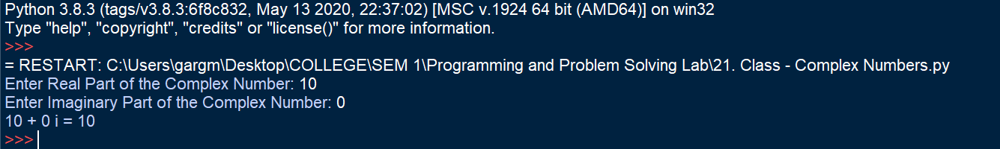 Python 3.8.3 (tags/v3.8.3:6f8c832, May 13 2020, 22:37:02) [MSC v.1924 64 bit (AMD64)] on win32
Type "help", "copyright", "credits" or "license()" for more information.
>>>
= RESTART: C:\Users\gargm\Desktop\COLLEGE\SEM 1\Programming and Problem Solving Lab\21. Class - Complex Numbers.py
Enter Real Part of the Complex Number: 10
Enter Imaginary Part of the Complex Number: 0
10 + 0 i = 10
>>>